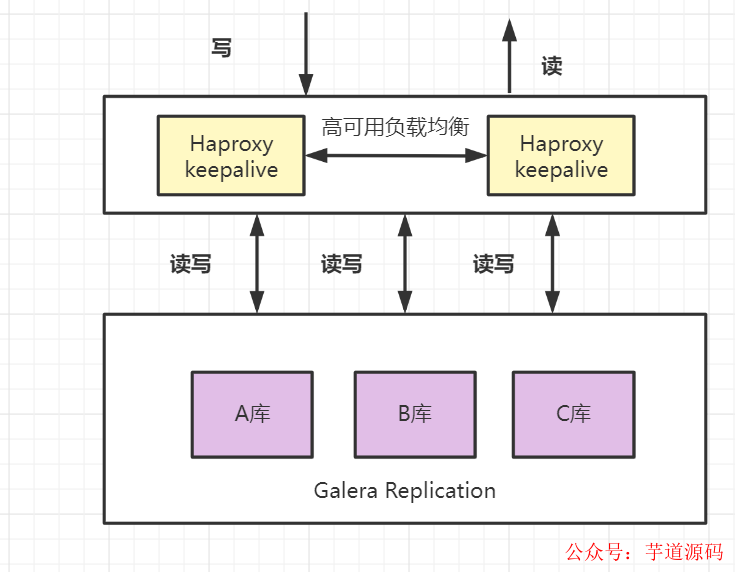 写
读
高可用负载均衡
Haproxy
keepalive
Haproxy
keepalive
读写
读写
读写
A库
B库
C库
Galera Replication
公众号：芋道源码